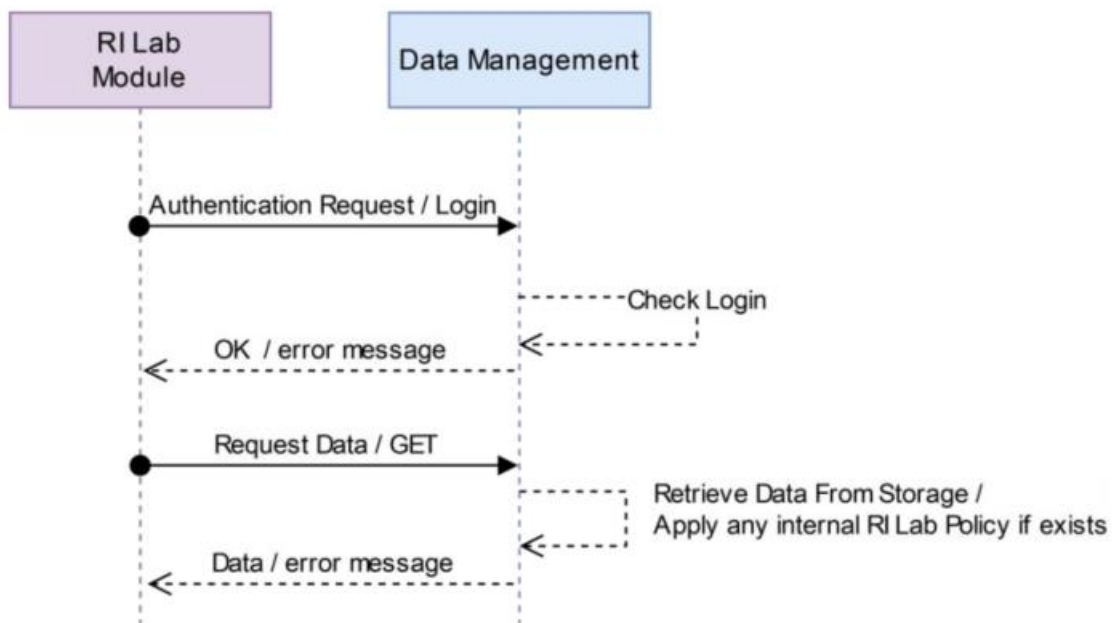 RI Lab
Module
Data Management
Authentication Request / Login
Check Login
OK / error message
Request Data / GET
Retrieve Data From Storage /
Apply any internal RI Lab Policy if exists
Data / error message